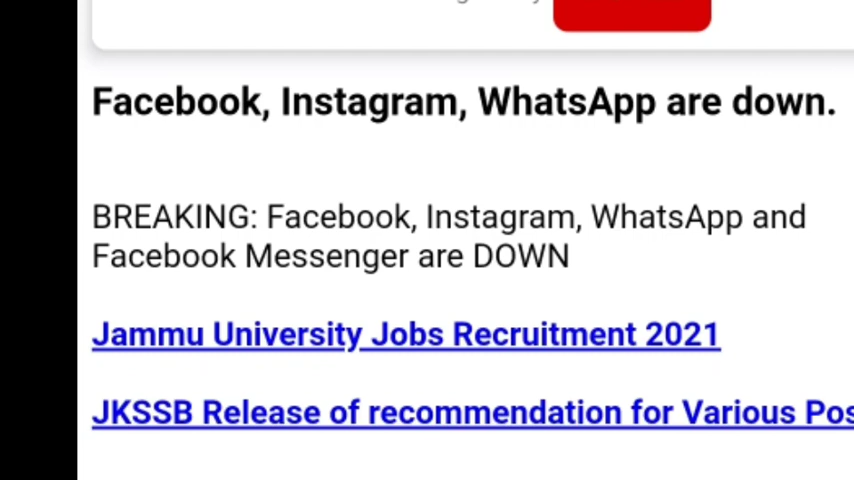 Facebook, Instagram, WhatsApp are down.
BREAKING: Facebook, Instagram, WhatsApp and
Facebook Messenger are DOWN
Jammu University Jobs Recruitment 2021
JKSSB Release of recommendation for Various